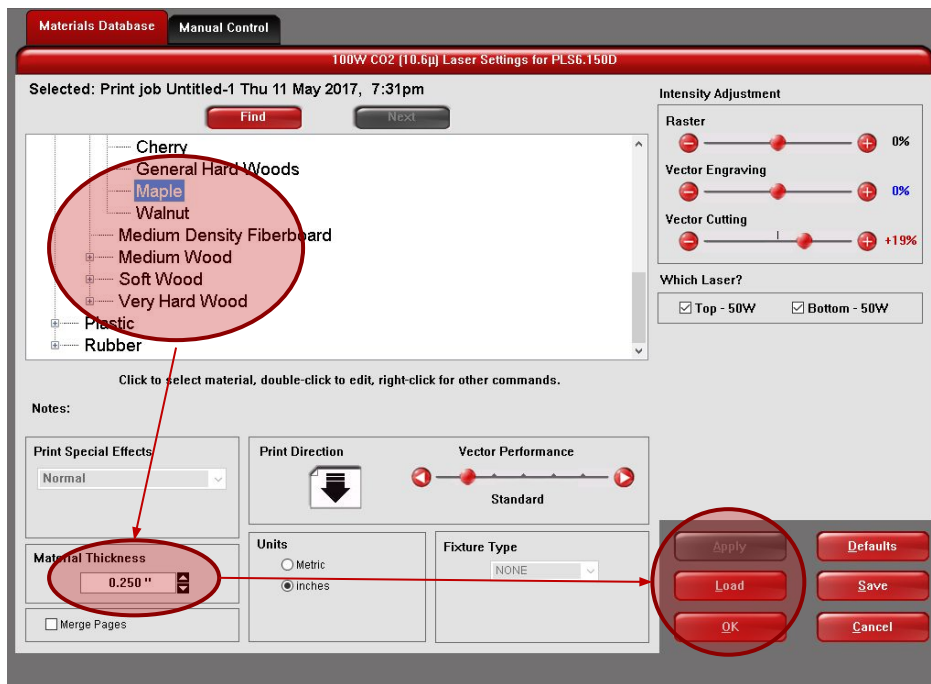 Materials Database
Manual Control
100W CO2 (10.6µ) Laser Settings for PLS6.150D
Selected: Print job Untitled-1 Thu 11 May 2017, 7:31pm
Find
Next
Cherry
General Hard Woods
Maple
Walnut
Medium Density Fiberboard
Medium Wood
Soft Wood
Very Hard Wood
Plastic
Rubber
Click to select material, double-click to edit, right-click for other commands.
Notes:
Intensity Adjustment
Raster
0%
Vector Engraving
0%
Vector Cutting
+19%
Which Laser?
Top - 50W
Bottom - 50W
Print Special Effects
Normal
Print Direction
Vector Performance
Standard
Material Thickness
0.250 "
Merge Pages
Units
Metric
inches
Fixture Type
NONE
Apply
Defaults
Load
Save
OK
Cancel